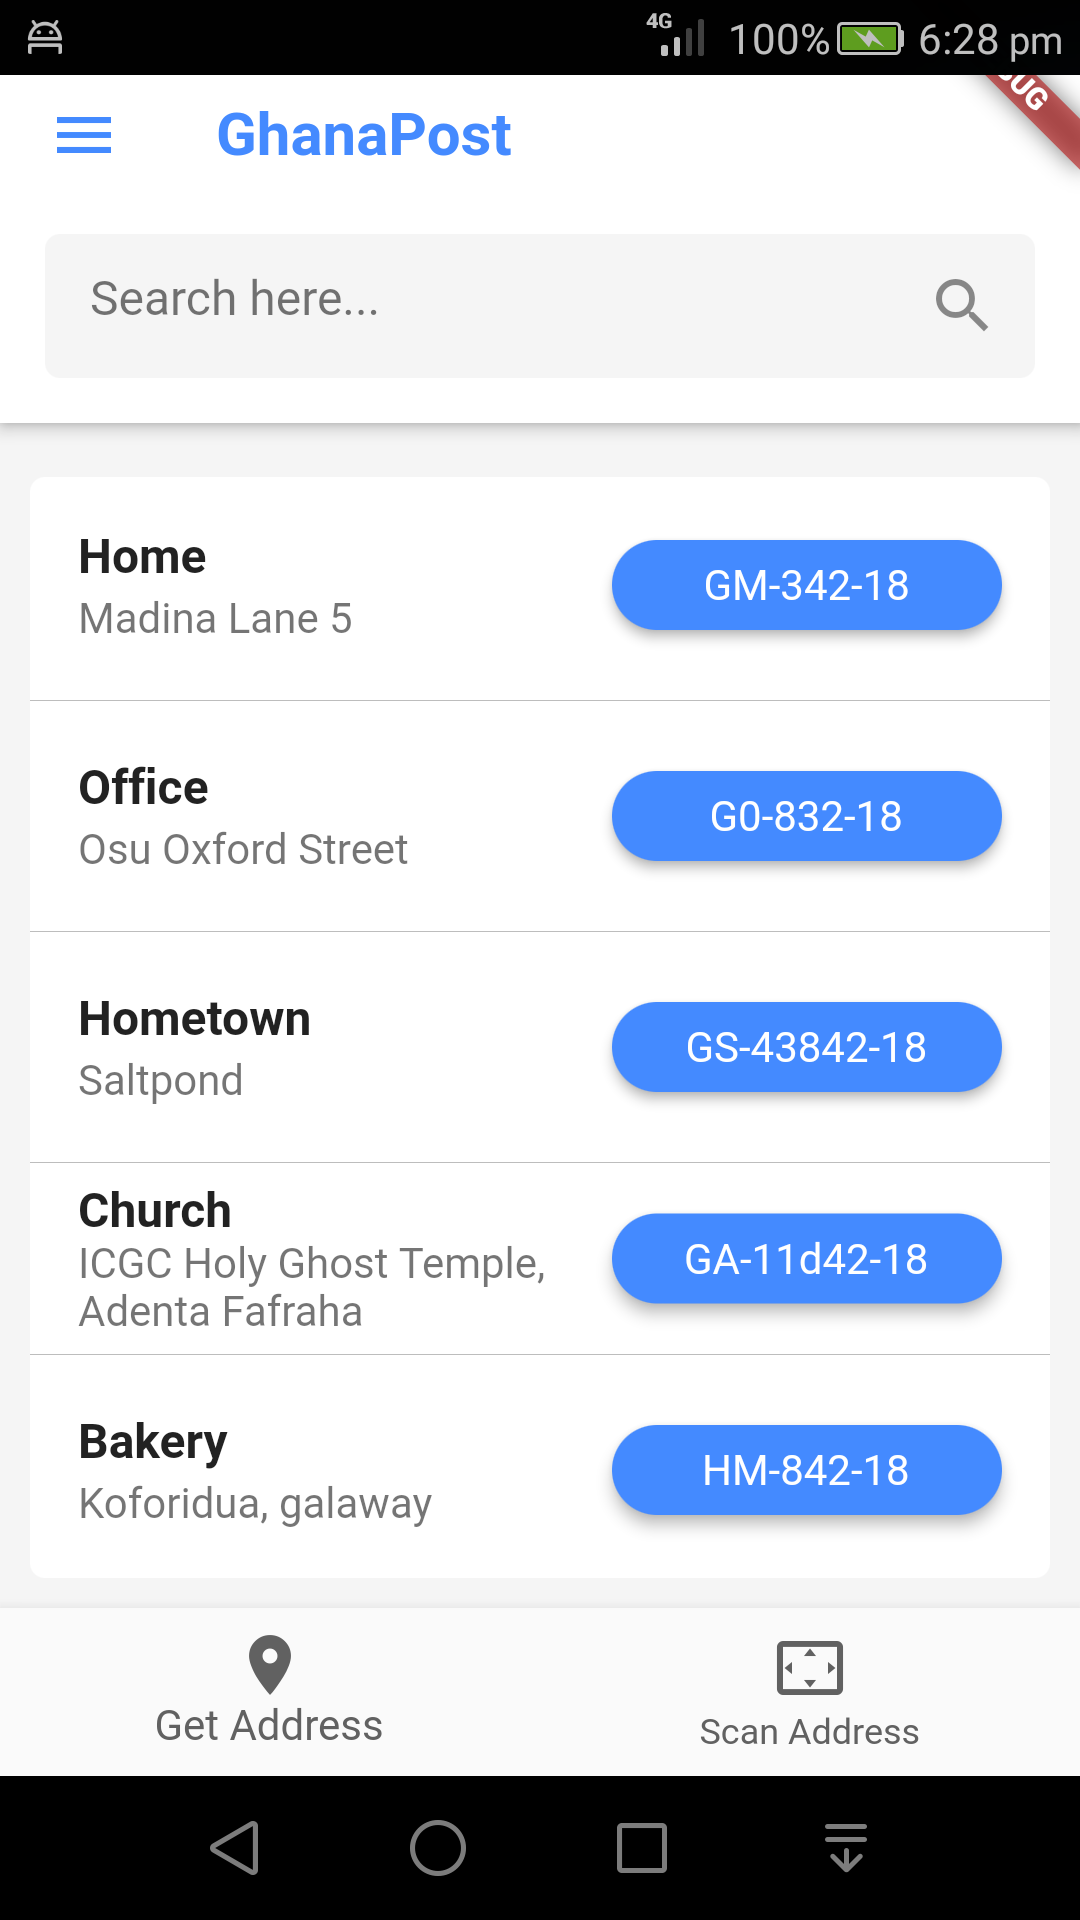 4G 100% 6:28 pm
GhanaPost
Search here...
Home
Madina Lane 5
GM-342-18
Office
Osu Oxford Street
G0-832-18
Hometown
Saltpond
GS-43842-18
Church
ICGC Holy Ghost Temple,
Adenta Fafraha
GA-11d42-18
Bakery
Koforidua, galaway
HM-842-18
Get Address
Scan Address